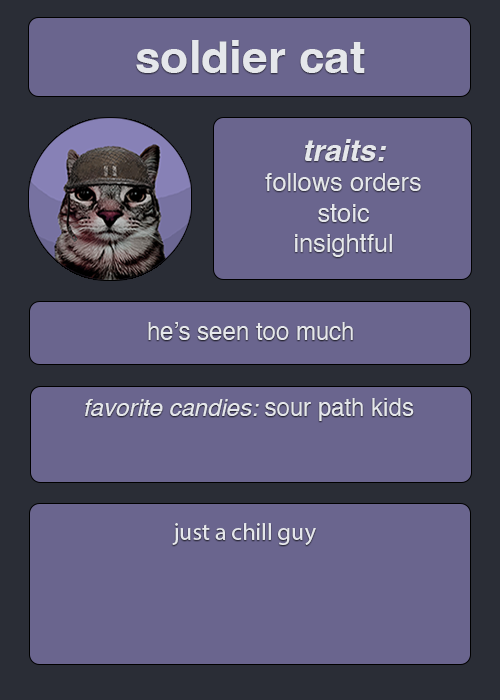 soldier cat
traits:
follows orders
stoic
insightful
he’s seen too much
favorite candies: sour path kids
just a chill guy